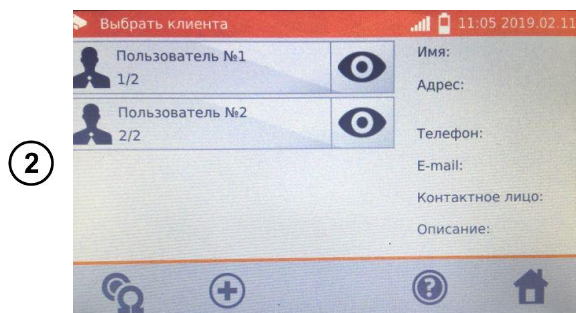 Выбрать клиента
11:05 2019.02.11
Пользователь №1
1/2
Пользователь №2
2/2
Имя:
Адрес:
Телефон:
E-mail:
Контактное лицо:
Описание:
2